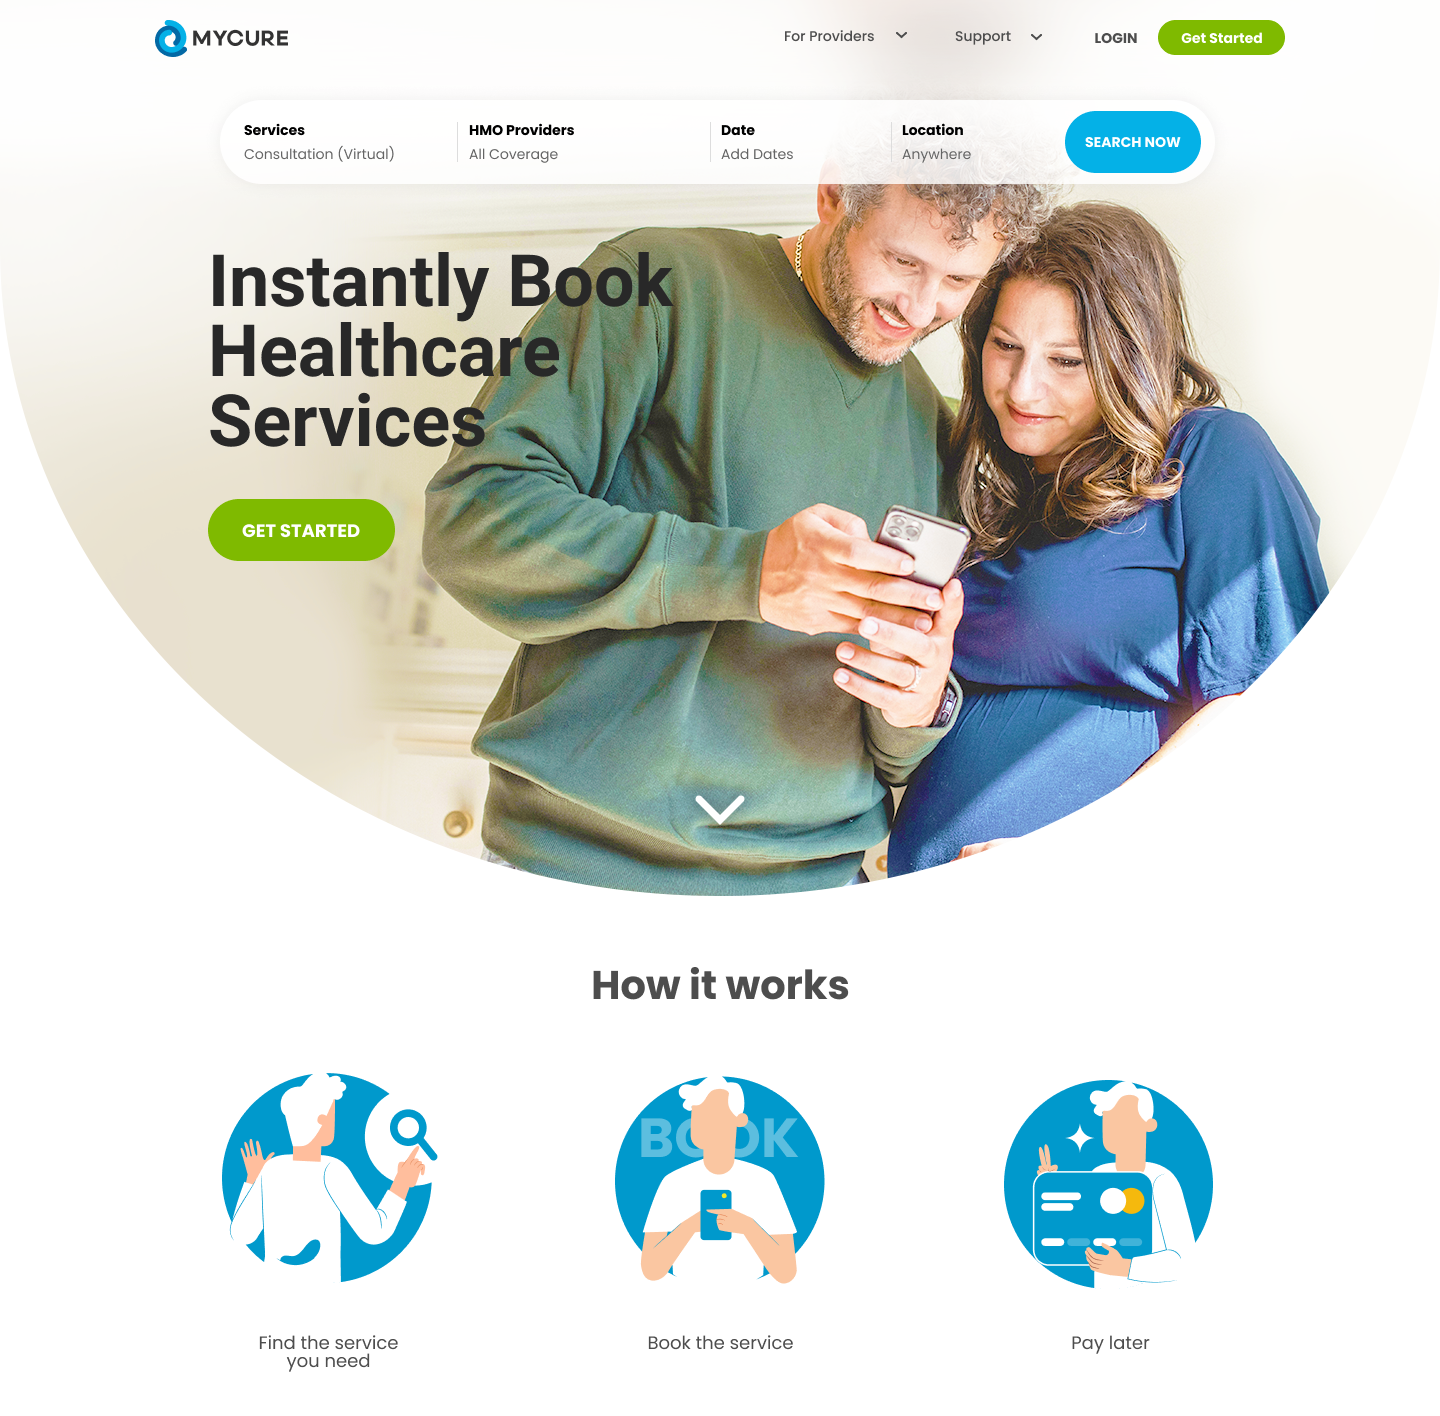 MYCURE
For Providers
Support
LOGIN
Get Started
Services
Consultation (Virtual)
HMO Providers
All Coverage
Date
Add Dates
Location
Anywhere
SEARCH NOW
Instantly Book
Healthcare
Services
GET STARTED
How it works
BOOK
Find the service
you need
Book the service
Pay later